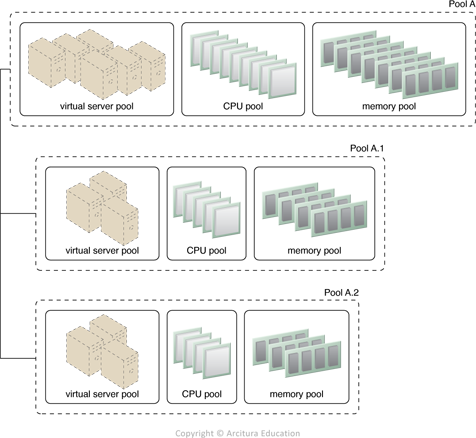 Pool A
virtual server pool
CPU pool
memory pool
Pool A.1
virtual server pool
CPU pool
memory pool
Pool A.2
virtual server pool
CPU pool
memory pool
Copyright © Arcitura Education